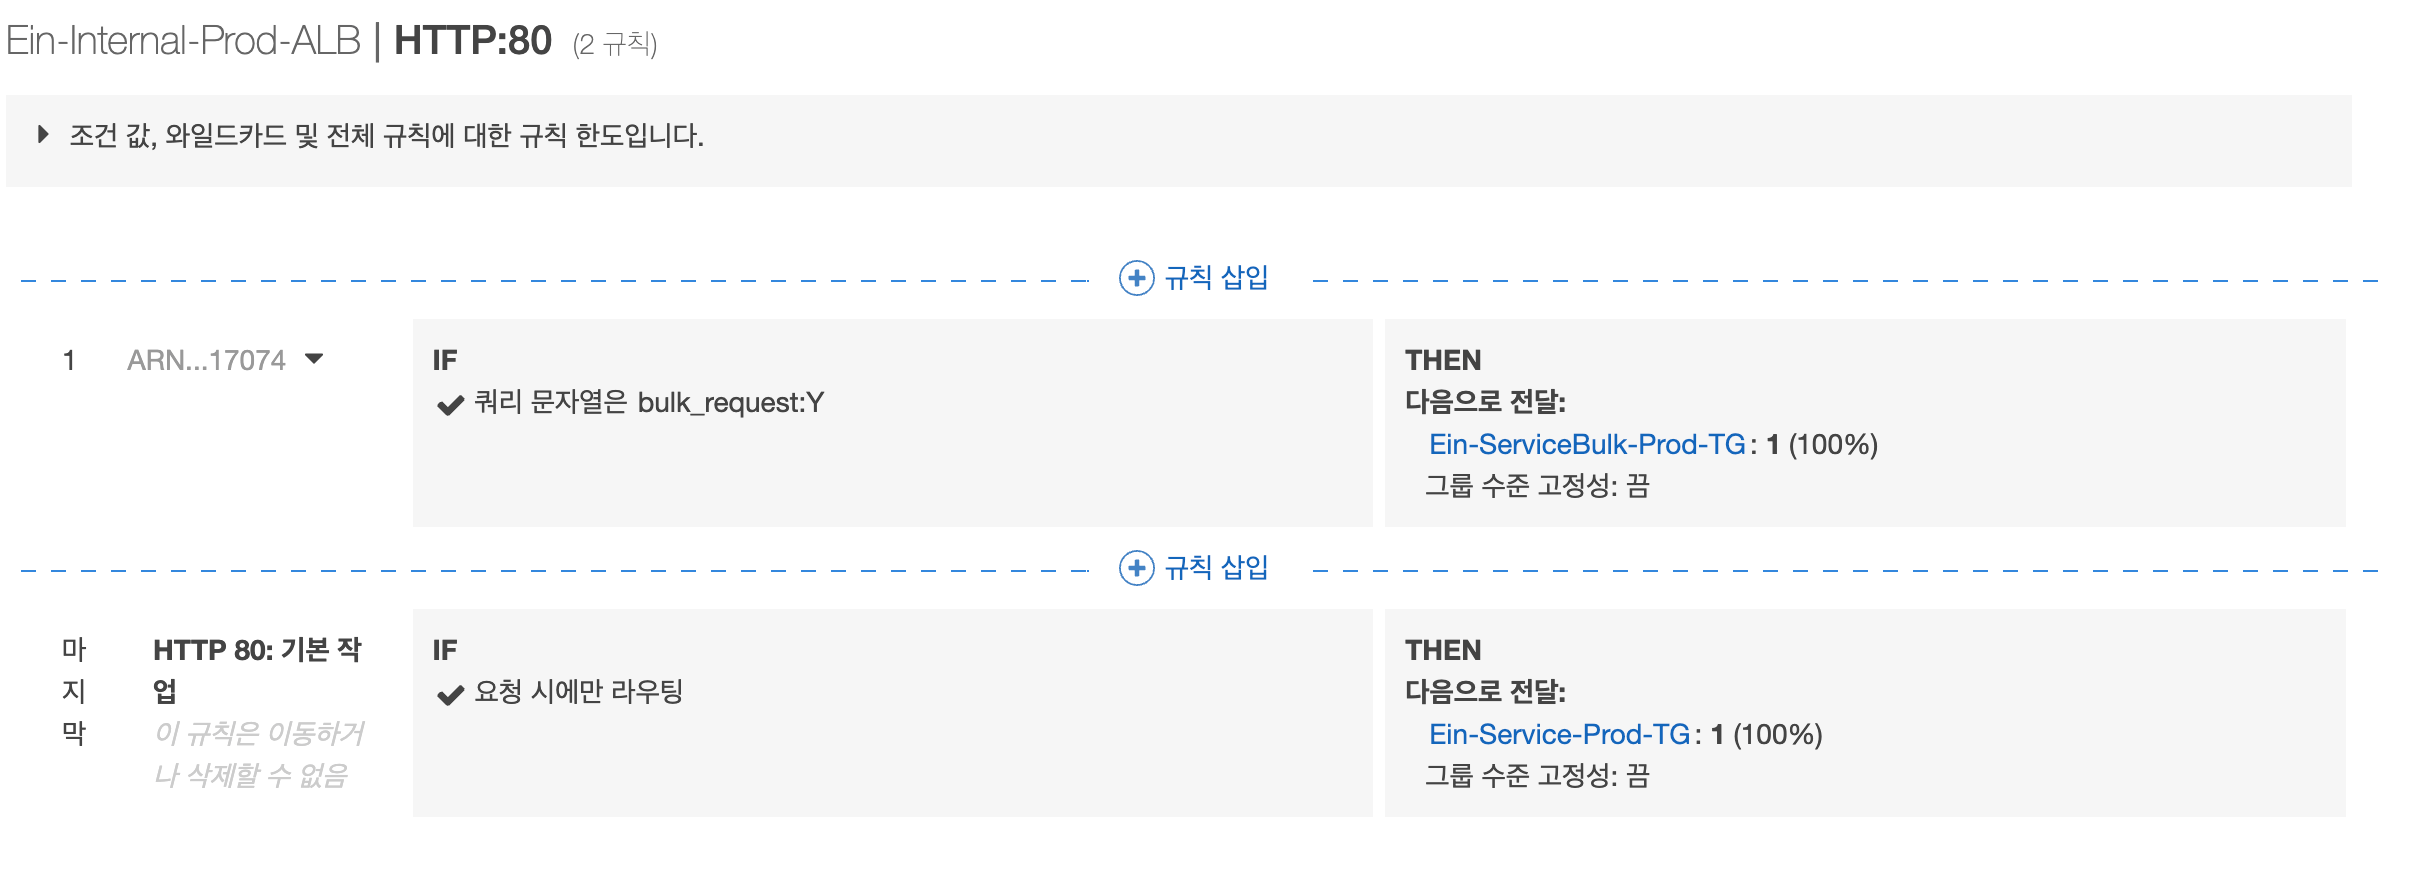 Ein-Internal-Prod-ALB | HTTP:80 (2 규칙)
조건 값, 와일드카드 및 전체 규칙에 대한 규칙 한도입니다.
규칙 삽입
1 ARN...17074
IF
쿼리 문자열은 bulk_request:Y
THEN
다음으로 전달:
Ein-ServiceBulk-Prod-TG: 1 (100%)
그룹 수준 고정성: 끔
규칙 삽입
마
지
막
HTTP 80: 기본 작
업
이 규칙은 이동하거
나 삭제할 수 없음
IF
요청 시에만 라우팅
THEN
다음으로 전달:
Ein-Service-Prod-TG: 1 (100%)
그룹 수준 고정성: 끔